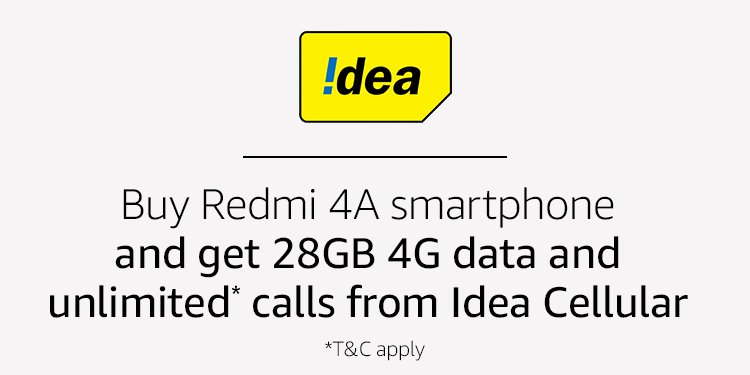 !dea
Buy Redmi 4A smartphone
and get 28GB 4G data and
unlimited* calls from Idea Cellular
*T&C apply